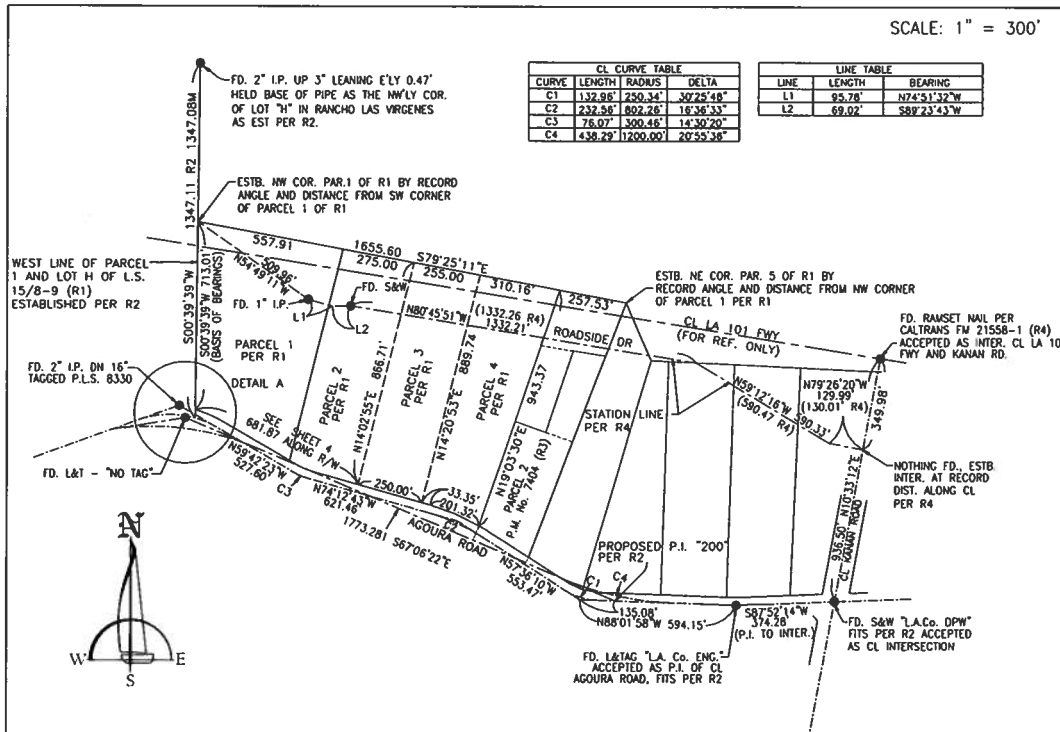 SCALE: 1" = 300'
FD. 2" I.P. UP 3" LEANING E'LY 0.47'
HELD BASE OF PIPE AS THE NW'LY COR.
OF LOT "H" IN RANCHO LAS VIRGENES
AS EST PER R2.
CL CURVE TABLE
CURVE LENGTH RADIUS DELTA
C1 132.96' 250.34' 30°25'48"
C2 232.56' 802.26' 16°36'33"
C3 76.07' 300.46' 14°30'20"
C4 438.29' 1200.00' 20°55'36"
LINE TABLE
LINE LENGTH BEARING
L1 95.78' N74°51'32"W
L2 69.02' S89°23'43"W
1347.11 R2 1347.08M
ESTB. NW COR. PAR.1 OF R1 BY RECORD
ANGLE AND DISTANCE FROM SW CORNER
OF PARCEL 1 OF R1
WEST LINE OF PARCEL
1 AND LOT H OF L.S.
15/8-9 (R1)
ESTABLISHED PER R2
S00°39'39"W
S00°39'39"W 713.01'
(BASIS OF BEARINGS)
557.91
1655.60 S79°25'11"E
275.00
255.00
310.16'
257.53'
509.96'
N54°49'11"W
FD. 1" I.P.
L1
L2
FD. S&W
N80°45'51"W (1332.26 R4)
1332.21'
ROADSIDE DR
ESTB. NE COR. PAR. 5 OF R1 BY
RECORD ANGLE AND DISTANCE FROM NW CORNER
OF PARCEL 1 PER R1
CL LA 101 FWY
(FOR REF. ONLY)
FD. RAMSET NAIL PER
CALTRANS FM 21558-1 (R4)
ACCEPTED AS INTER. CL LA 10
FWY AND KANAN RD.
PARCEL 1
PER R1
PARCEL 2
PER R1
N14°02'55"E 866.71'
PARCEL 3
PER R1
N14°20'53"E 889.74
PARCEL 4
PER R1
943.37
N19°03'30"E
PARCEL 2
P.M. No. 7404 (R3)
STATION LINE
PER R4
N59°12'16"W 590.33'
(590.47 R4)
N79°26'20"W
129.99'
(130.01' R4)
349.98'
NOTHING FD., ESTB.
INTER. AT RECORD
DIST. ALONG CL
PER R4
936.50' N10°33'12"E
CL KANAN ROAD
FD. 2" I.P. DN 16"
TAGGED P.L.S. 8330
DETAIL A
FD. L&T - "NO TAG"
SEE SHEET 4
681.87 ALONG R/W
N59°42'23"W
527.60'
C3
N74°12'43"W
621.46
1773.281 S67°06'22"E
250.00'
33.35'
201.32'
C2
AGOURA ROAD
N57°36'10"W
553.47'
PROPOSED P.I. "200"
PER R2
C1
C4
135.08'
N88°01'58"W 594.15'
S87°52'14"W
374.28'
(P.I. TO INTER.)
FD. L&TAG "L.A. Co. ENG."
ACCEPTED AS P.I. OF CL
AGOURA ROAD, FITS PER R2
FD. S&W "L.A.Co. DPW"
FITS PER R2 ACCEPTED
AS CL INTERSECTION
N
W
E
S